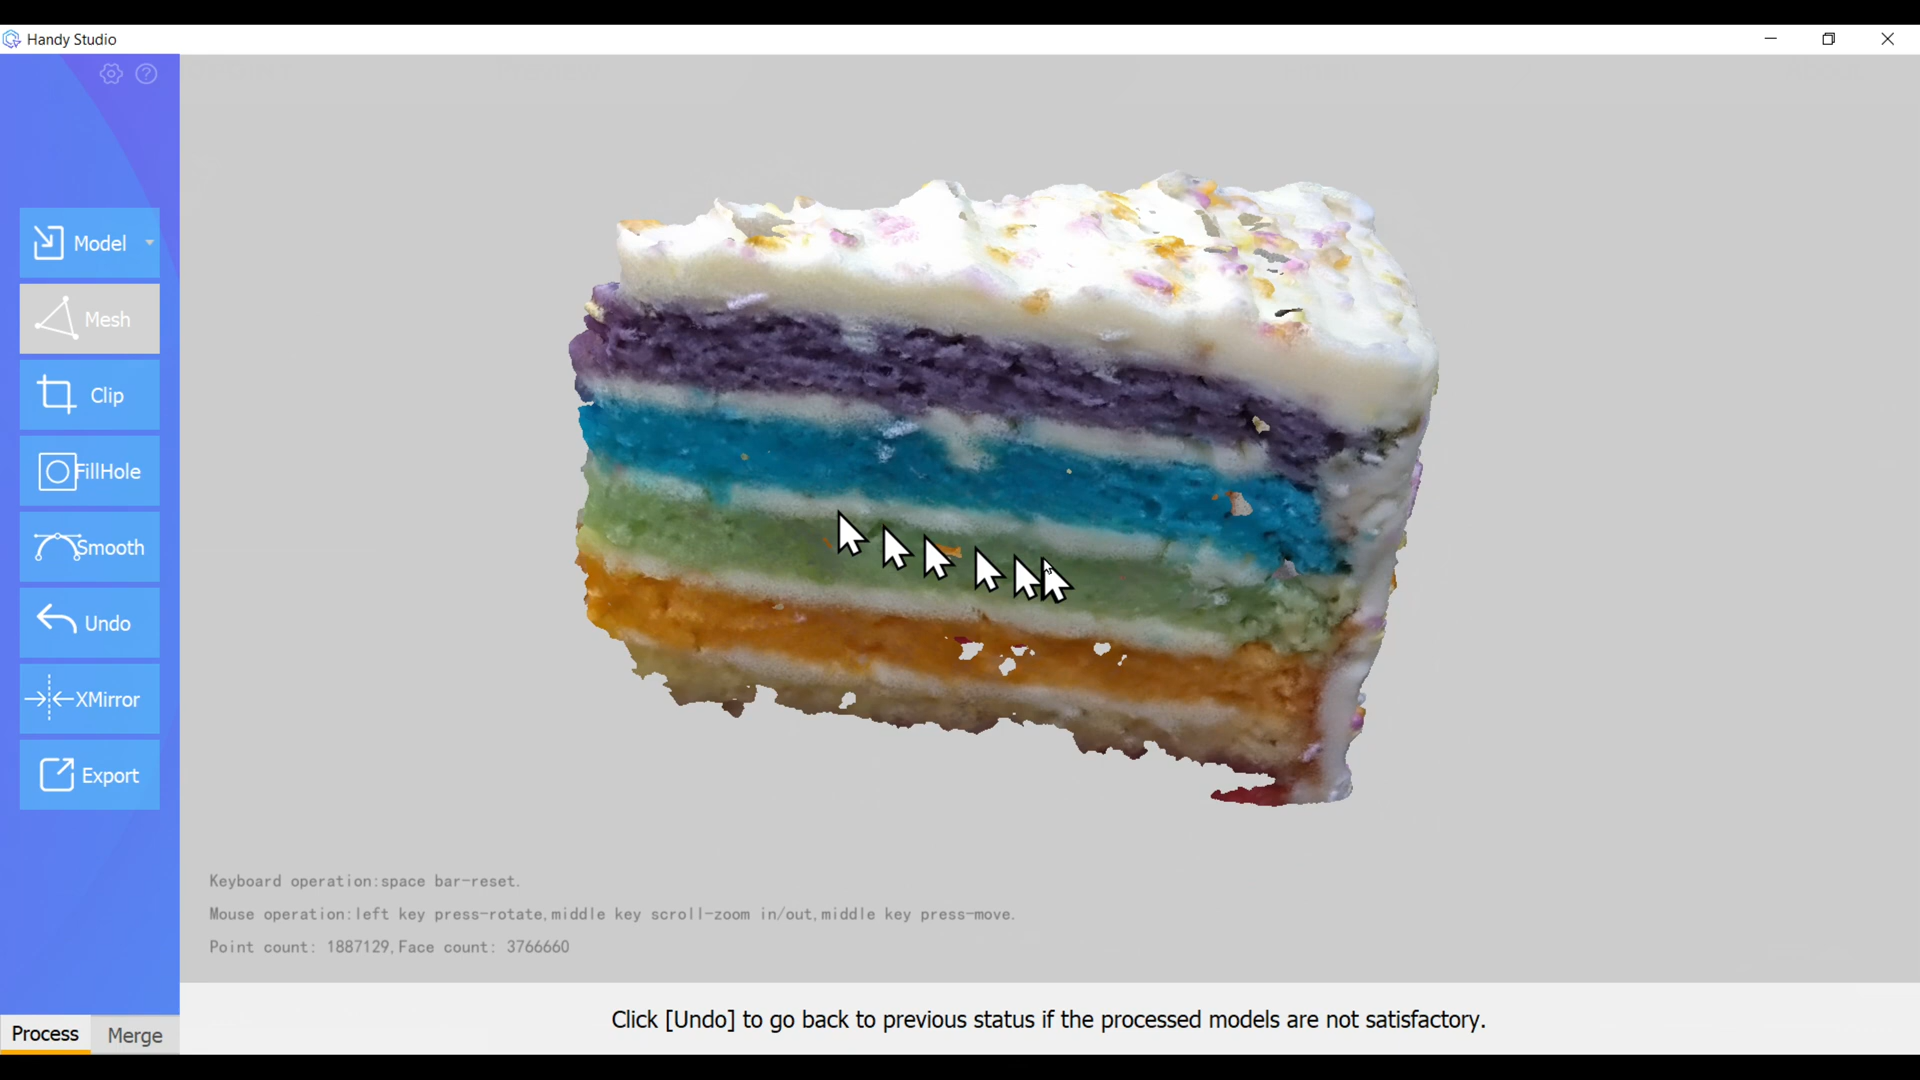 Handy Studio
Model
Mesh
Clip
FillHole
Smooth
Undo
XMirror
Export
Keyboard operation:space bar-reset.
Mouse operation:left key press-rotate,middle key scroll-zoom in/out,middle key press-move.
Point count: 1887129,Face count: 3766660
Click [Undo] to go back to previous status if the processed models are not satisfactory.
Process
Merge